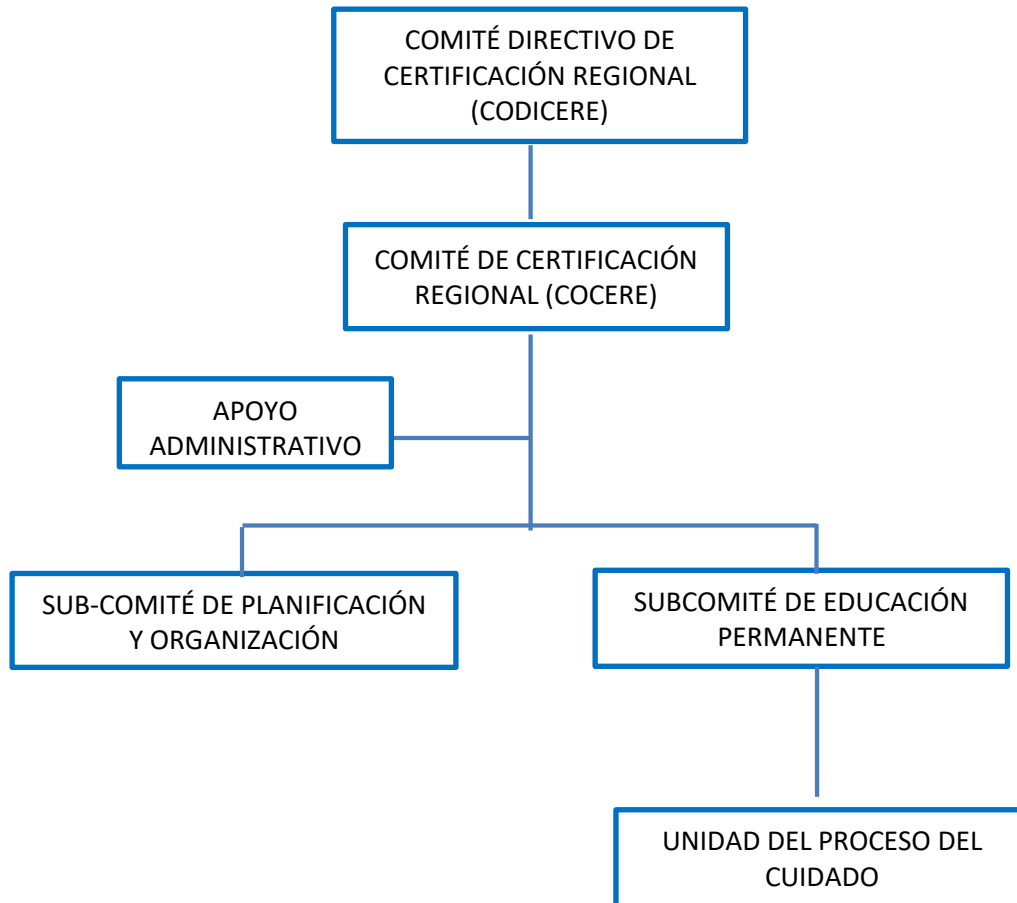 COMITÉ DIRECTIVO DE
CERTIFICACIÓN REGIONAL
(CODICERE)
COMITÉ DE CERTIFICACIÓN
REGIONAL (COCERE)
APOYO
ADMINISTRATIVO
SUB-COMITÉ DE PLANIFICACIÓN
Y ORGANIZACIÓN
SUBCOMITÉ DE EDUCACIÓN
PERMANENTE
UNIDAD DEL PROCESO DEL
CUIDADO